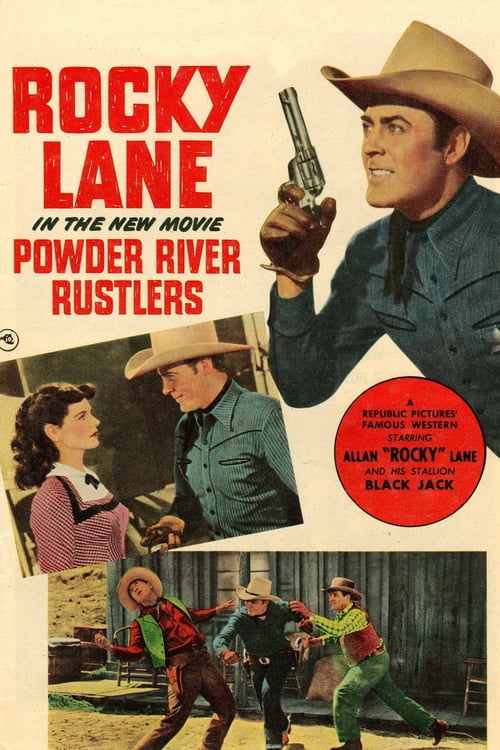 ROCKY
LANE
IN THE NEW MOVIE
POWDER RIVER
RUSTLERS
A
REPUBLIC PICTURES'
FAMOUS WESTERN
STARRING
ALLAN "ROCKY" LANE
AND HIS STALLION
BLACK JACK